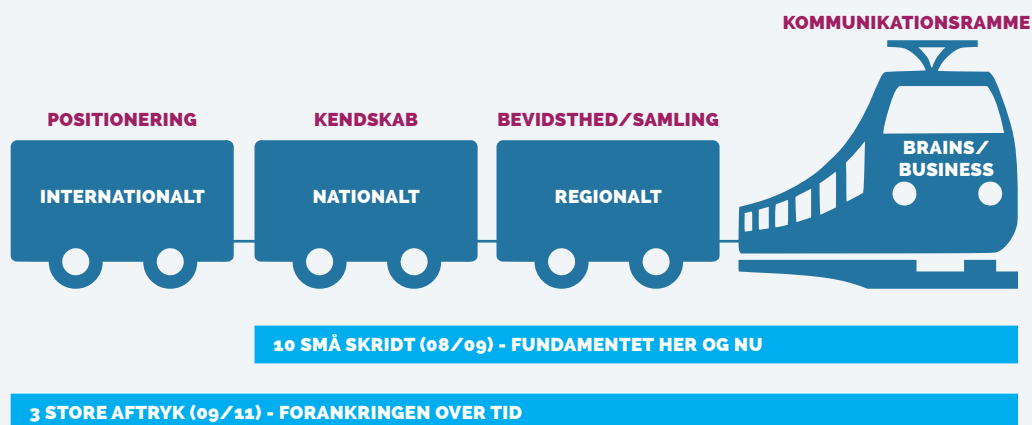 KOMMUNIKATIONSRAMME
POSITIONERING
KENDSKAB
BEVIDSTHED/SAMLING
INTERNATIONALT
NATIONALT
REGIONALT
BRAINS/
BUSINESS
10 SMÅ SKRIDT (08/09) - FUNDAMENTET HER OG NU
3 STORE AFTRYK (09/11) - FORANKRINGEN OVER TID